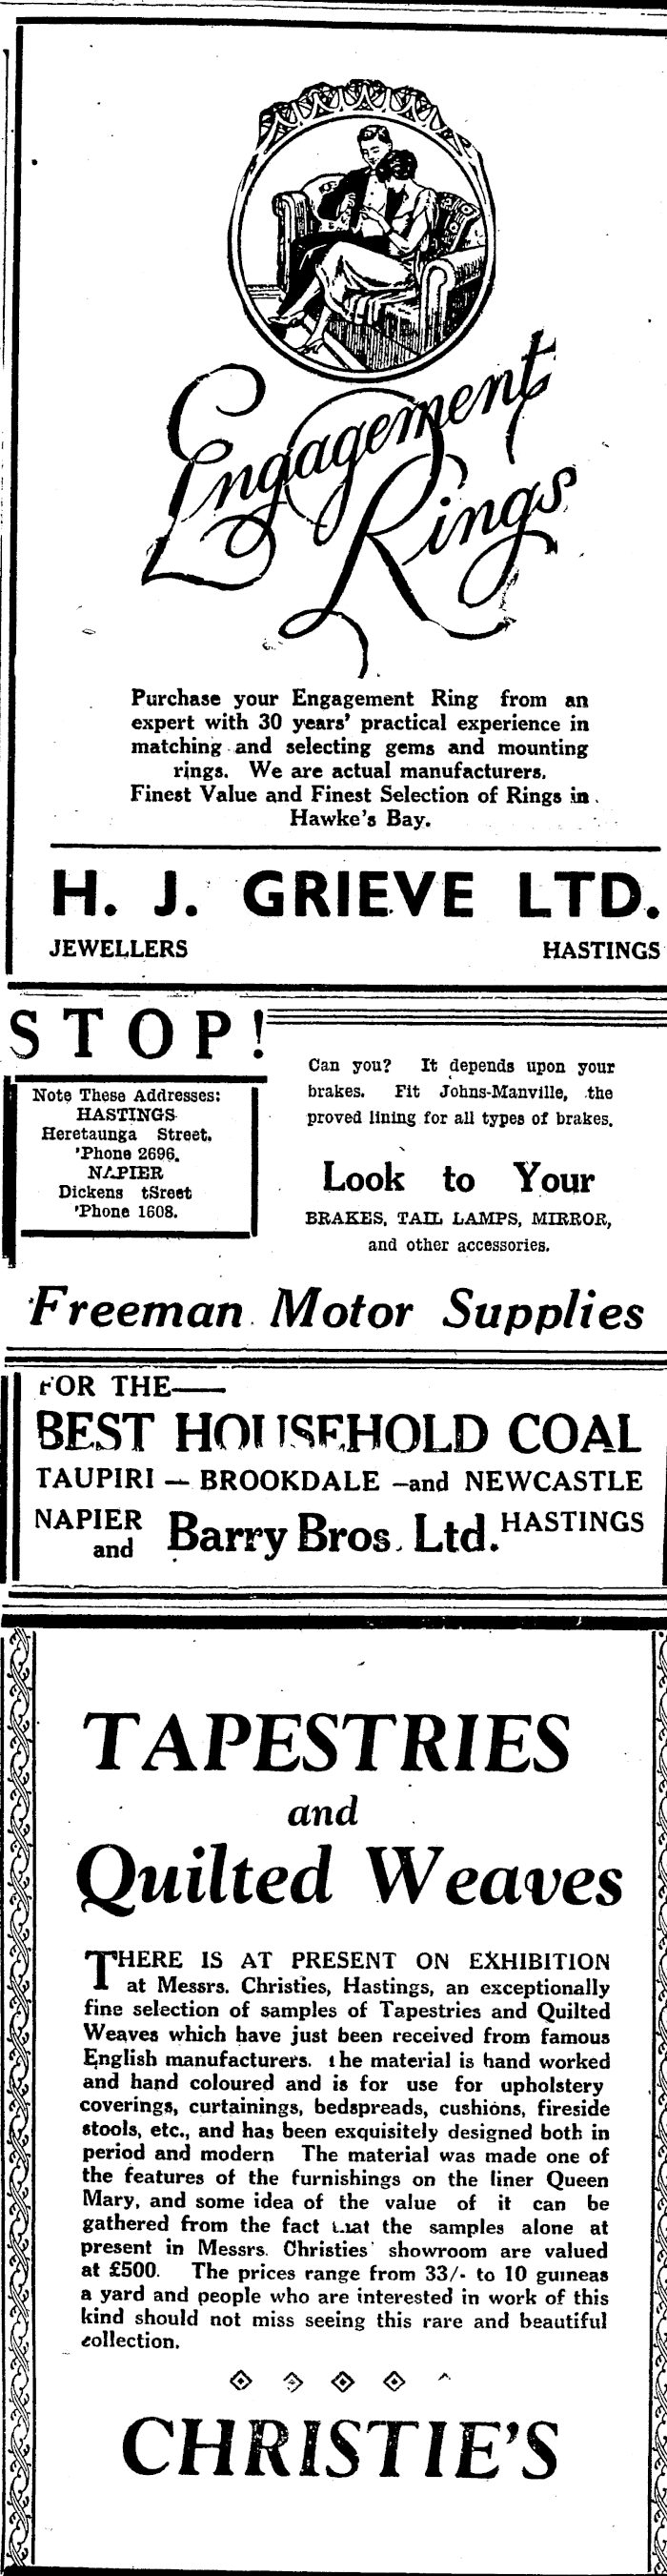 Engagement
Rings
Purchase your Engagement Ring from an
expert with 30 years' practical experience in
matching and selecting gems and mounting
rings. We are actual manufacturers.
Finest Value and Finest Selection of Rings in
Hawke's Bay.
H. J. GRIEVE LTD.
JEWELLERS HASTINGS
STOP!
Note These Addresses:
HASTINGS
Heretaunga Street.
'Phone 2696.
NAPIER
Dickens tSreet
'Phone 1608.
Can you? It depends upon your
brakes. Fit Johns-Manville, the
proved lining for all types of brakes.
Look to Your
BRAKES, TAIL LAMPS, MIRROR,
and other accessories.
Freeman Motor Supplies
FOR THE—
BEST HOUSEHOLD COAL
TAUPIRI — BROOKDALE —and NEWCASTLE
NAPIER and Barry Bros. Ltd. HASTINGS
TAPESTRIES
and
Quilted Weaves
THERE IS AT PRESENT ON EXHIBITION
at Messrs. Christies, Hastings, an exceptionally
fine selection of samples of Tapestries and Quilted
Weaves which have just been received from famous
English manufacturers. The material is hand worked
and hand coloured and is for use for upholstery
coverings, curtainings, bedspreads, cushions, fireside
stools, etc., and has been exquisitely designed both in
period and modern The material was made one of
the features of the furnishings on the liner Queen
Mary, and some idea of the value of it can be
gathered from the fact that the samples alone at
present in Messrs. Christies' showroom are valued
at £500. The prices range from 33/- to 10 guineas
a yard and people who are interested in work of this
kind should not miss seeing this rare and beautiful
collection.
CHRISTIE'S